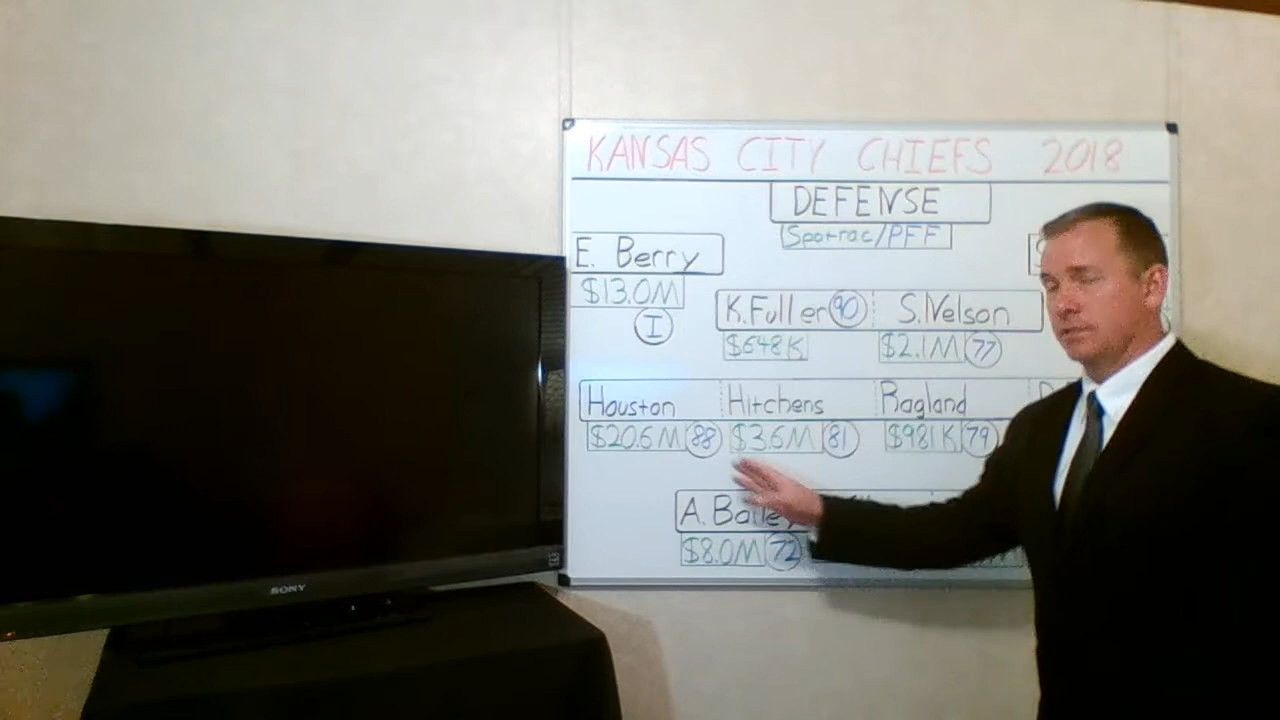 KANSAS CITY CHIEFS 2018
DEFENSE
Spotrac/PFF
E. Berry
$13.0M
I
K.Fuller 90 S.Nelson
$648K $2.1M 77
Houston Hitchens Ragland
$20.6M 88 $3.6M 81 $981K 79
A. Bailey
$8.0M 72
SONY